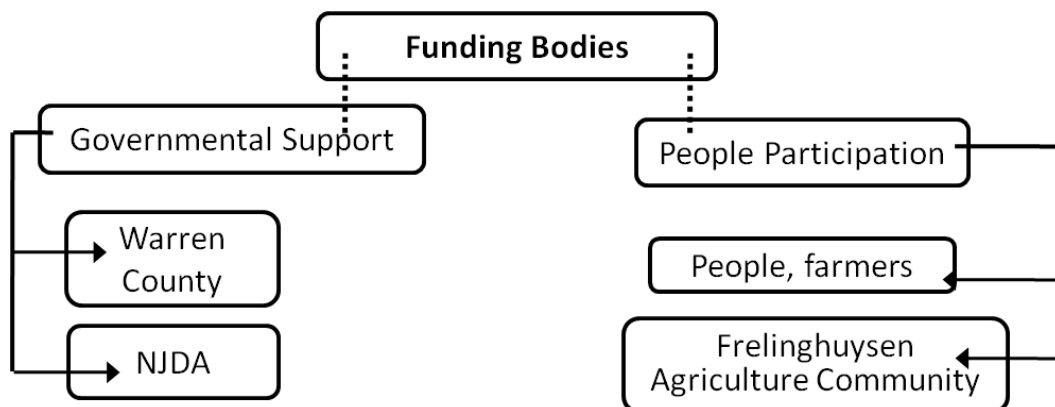 Funding Bodies
Governmental Support
People Participation
Warren
County
People, farmers
NJDA
Frelinghuysen
Agriculture Community